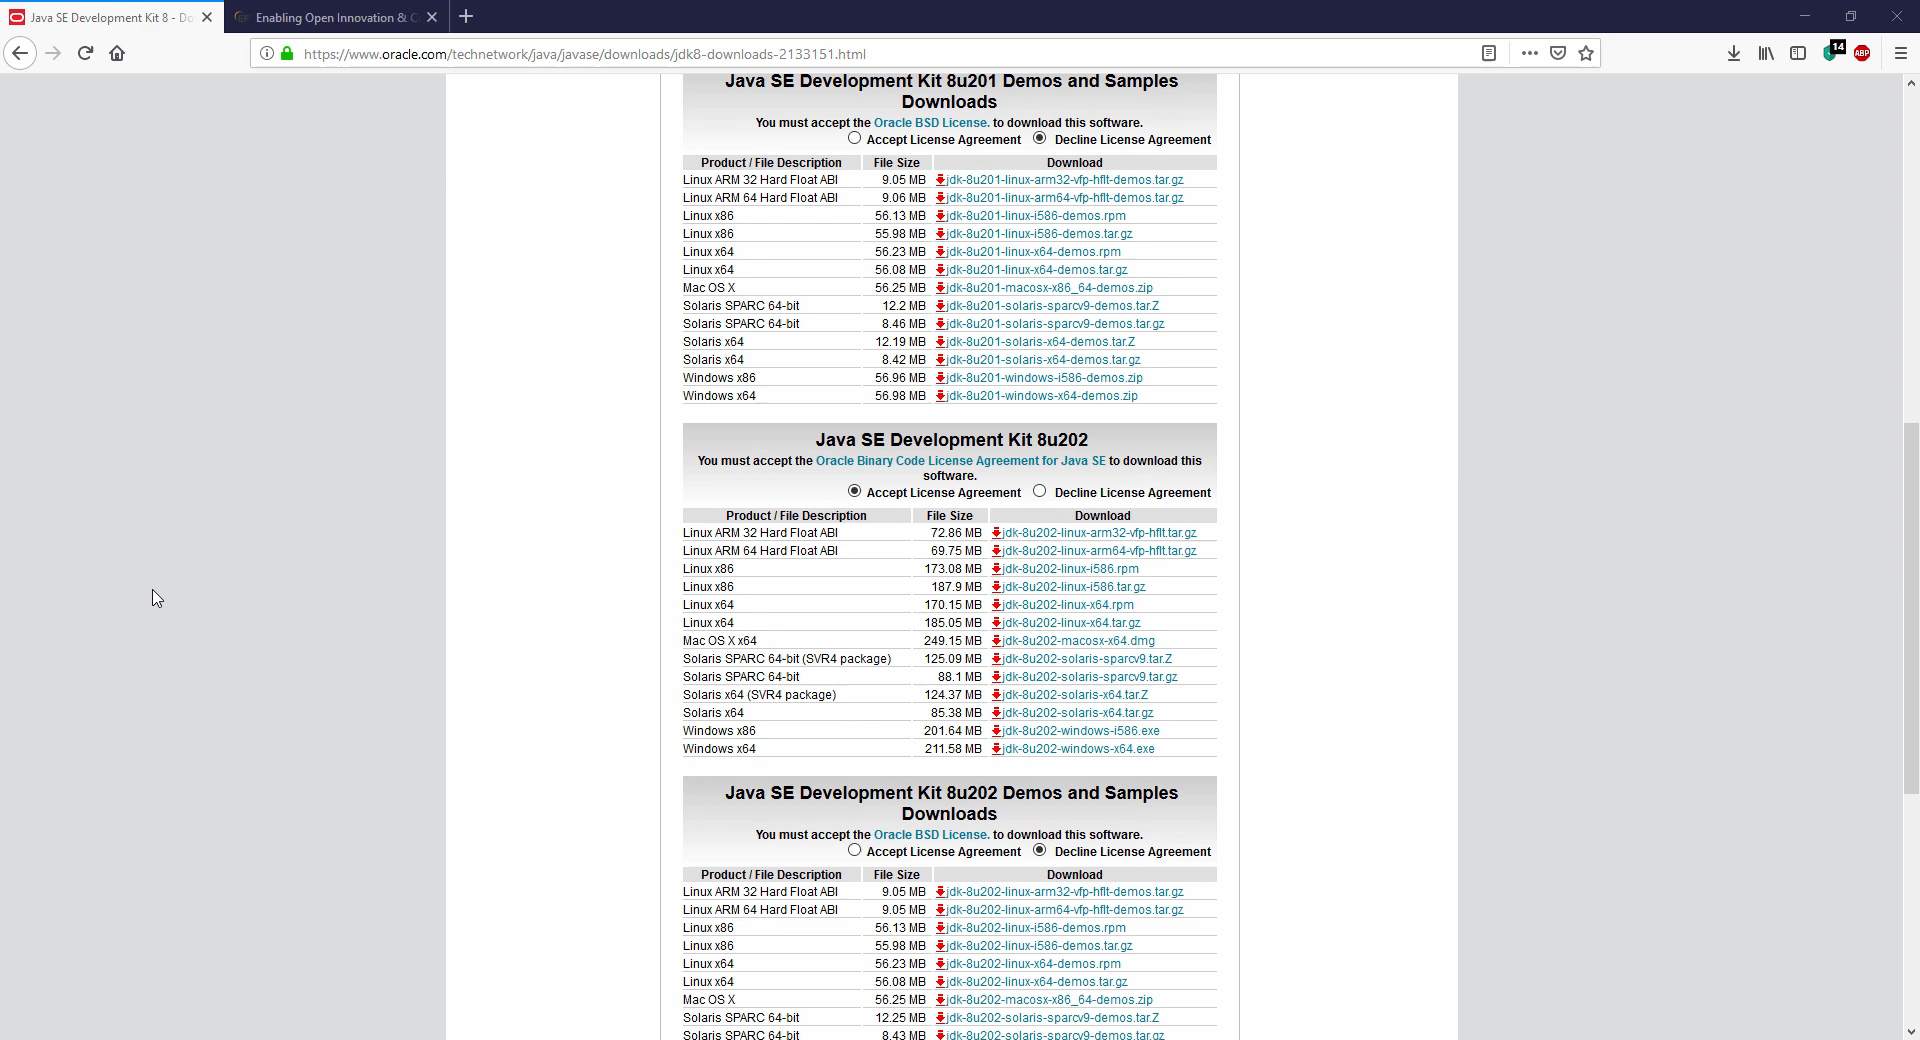 Java SE Development Kit 8 - Do
Enabling Open Innovation & C
https://www.oracle.com/technetwork/java/javase/downloads/jdk8-downloads-2133151.html
14
ABP
Java SE Development Kit 8u201 Demos and Samples
Downloads
You must accept the Oracle BSD License. to download this software.
Accept License Agreement Decline License Agreement
Product / File Description File Size Download
Linux ARM 32 Hard Float ABI 9.05 MB jdk-8u201-linux-arm32-vfp-hflt-demos.tar.gz
Linux ARM 64 Hard Float ABI 9.06 MB jdk-8u201-linux-arm64-vfp-hflt-demos.tar.gz
Linux x86 56.13 MB jdk-8u201-linux-i586-demos.rpm
Linux x86 55.98 MB jdk-8u201-linux-i586-demos.tar.gz
Linux x64 56.23 MB jdk-8u201-linux-x64-demos.rpm
Linux x64 56.08 MB jdk-8u201-linux-x64-demos.tar.gz
Mac OS X 56.25 MB jdk-8u201-macosx-x86_64-demos.zip
Solaris SPARC 64-bit 12.2 MB jdk-8u201-solaris-sparcv9-demos.tar.Z
Solaris SPARC 64-bit 8.46 MB jdk-8u201-solaris-sparcv9-demos.tar.gz
Solaris x64 12.19 MB jdk-8u201-solaris-x64-demos.tar.Z
Solaris x64 8.42 MB jdk-8u201-solaris-x64-demos.tar.gz
Windows x86 56.96 MB jdk-8u201-windows-i586-demos.zip
Windows x64 56.98 MB jdk-8u201-windows-x64-demos.zip
Java SE Development Kit 8u202
You must accept the Oracle Binary Code License Agreement for Java SE to download this
software.
Accept License Agreement Decline License Agreement
Product / File Description File Size Download
Linux ARM 32 Hard Float ABI 72.86 MB jdk-8u202-linux-arm32-vfp-hflt.tar.gz
Linux ARM 64 Hard Float ABI 69.75 MB jdk-8u202-linux-arm64-vfp-hflt.tar.gz
Linux x86 173.08 MB jdk-8u202-linux-i586.rpm
Linux x86 187.9 MB jdk-8u202-linux-i586.tar.gz
Linux x64 170.15 MB jdk-8u202-linux-x64.rpm
Linux x64 185.05 MB jdk-8u202-linux-x64.tar.gz
Mac OS X x64 249.15 MB jdk-8u202-macosx-x64.dmg
Solaris SPARC 64-bit (SVR4 package) 125.09 MB jdk-8u202-solaris-sparcv9.tar.Z
Solaris SPARC 64-bit 88.1 MB jdk-8u202-solaris-sparcv9.tar.gz
Solaris x64 (SVR4 package) 124.37 MB jdk-8u202-solaris-x64.tar.Z
Solaris x64 85.38 MB jdk-8u202-solaris-x64.tar.gz
Windows x86 201.64 MB jdk-8u202-windows-i586.exe
Windows x64 211.58 MB jdk-8u202-windows-x64.exe
Java SE Development Kit 8u202 Demos and Samples
Downloads
You must accept the Oracle BSD License. to download this software.
Accept License Agreement Decline License Agreement
Product / File Description File Size Download
Linux ARM 32 Hard Float ABI 9.05 MB jdk-8u202-linux-arm32-vfp-hflt-demos.tar.gz
Linux ARM 64 Hard Float ABI 9.05 MB jdk-8u202-linux-arm64-vfp-hflt-demos.tar.gz
Linux x86 56.13 MB jdk-8u202-linux-i586-demos.rpm
Linux x86 55.98 MB jdk-8u202-linux-i586-demos.tar.gz
Linux x64 56.23 MB jdk-8u202-linux-x64-demos.rpm
Linux x64 56.08 MB jdk-8u202-linux-x64-demos.tar.gz
Mac OS X 56.25 MB jdk-8u202-macosx-x86_64-demos.zip
Solaris SPARC 64-bit 12.25 MB jdk-8u202-solaris-sparcv9-demos.tar.Z
Solaris SPARC 64-bit 8.43 MB jdk-8u202-solaris-sparcv9-demos.tar.gz